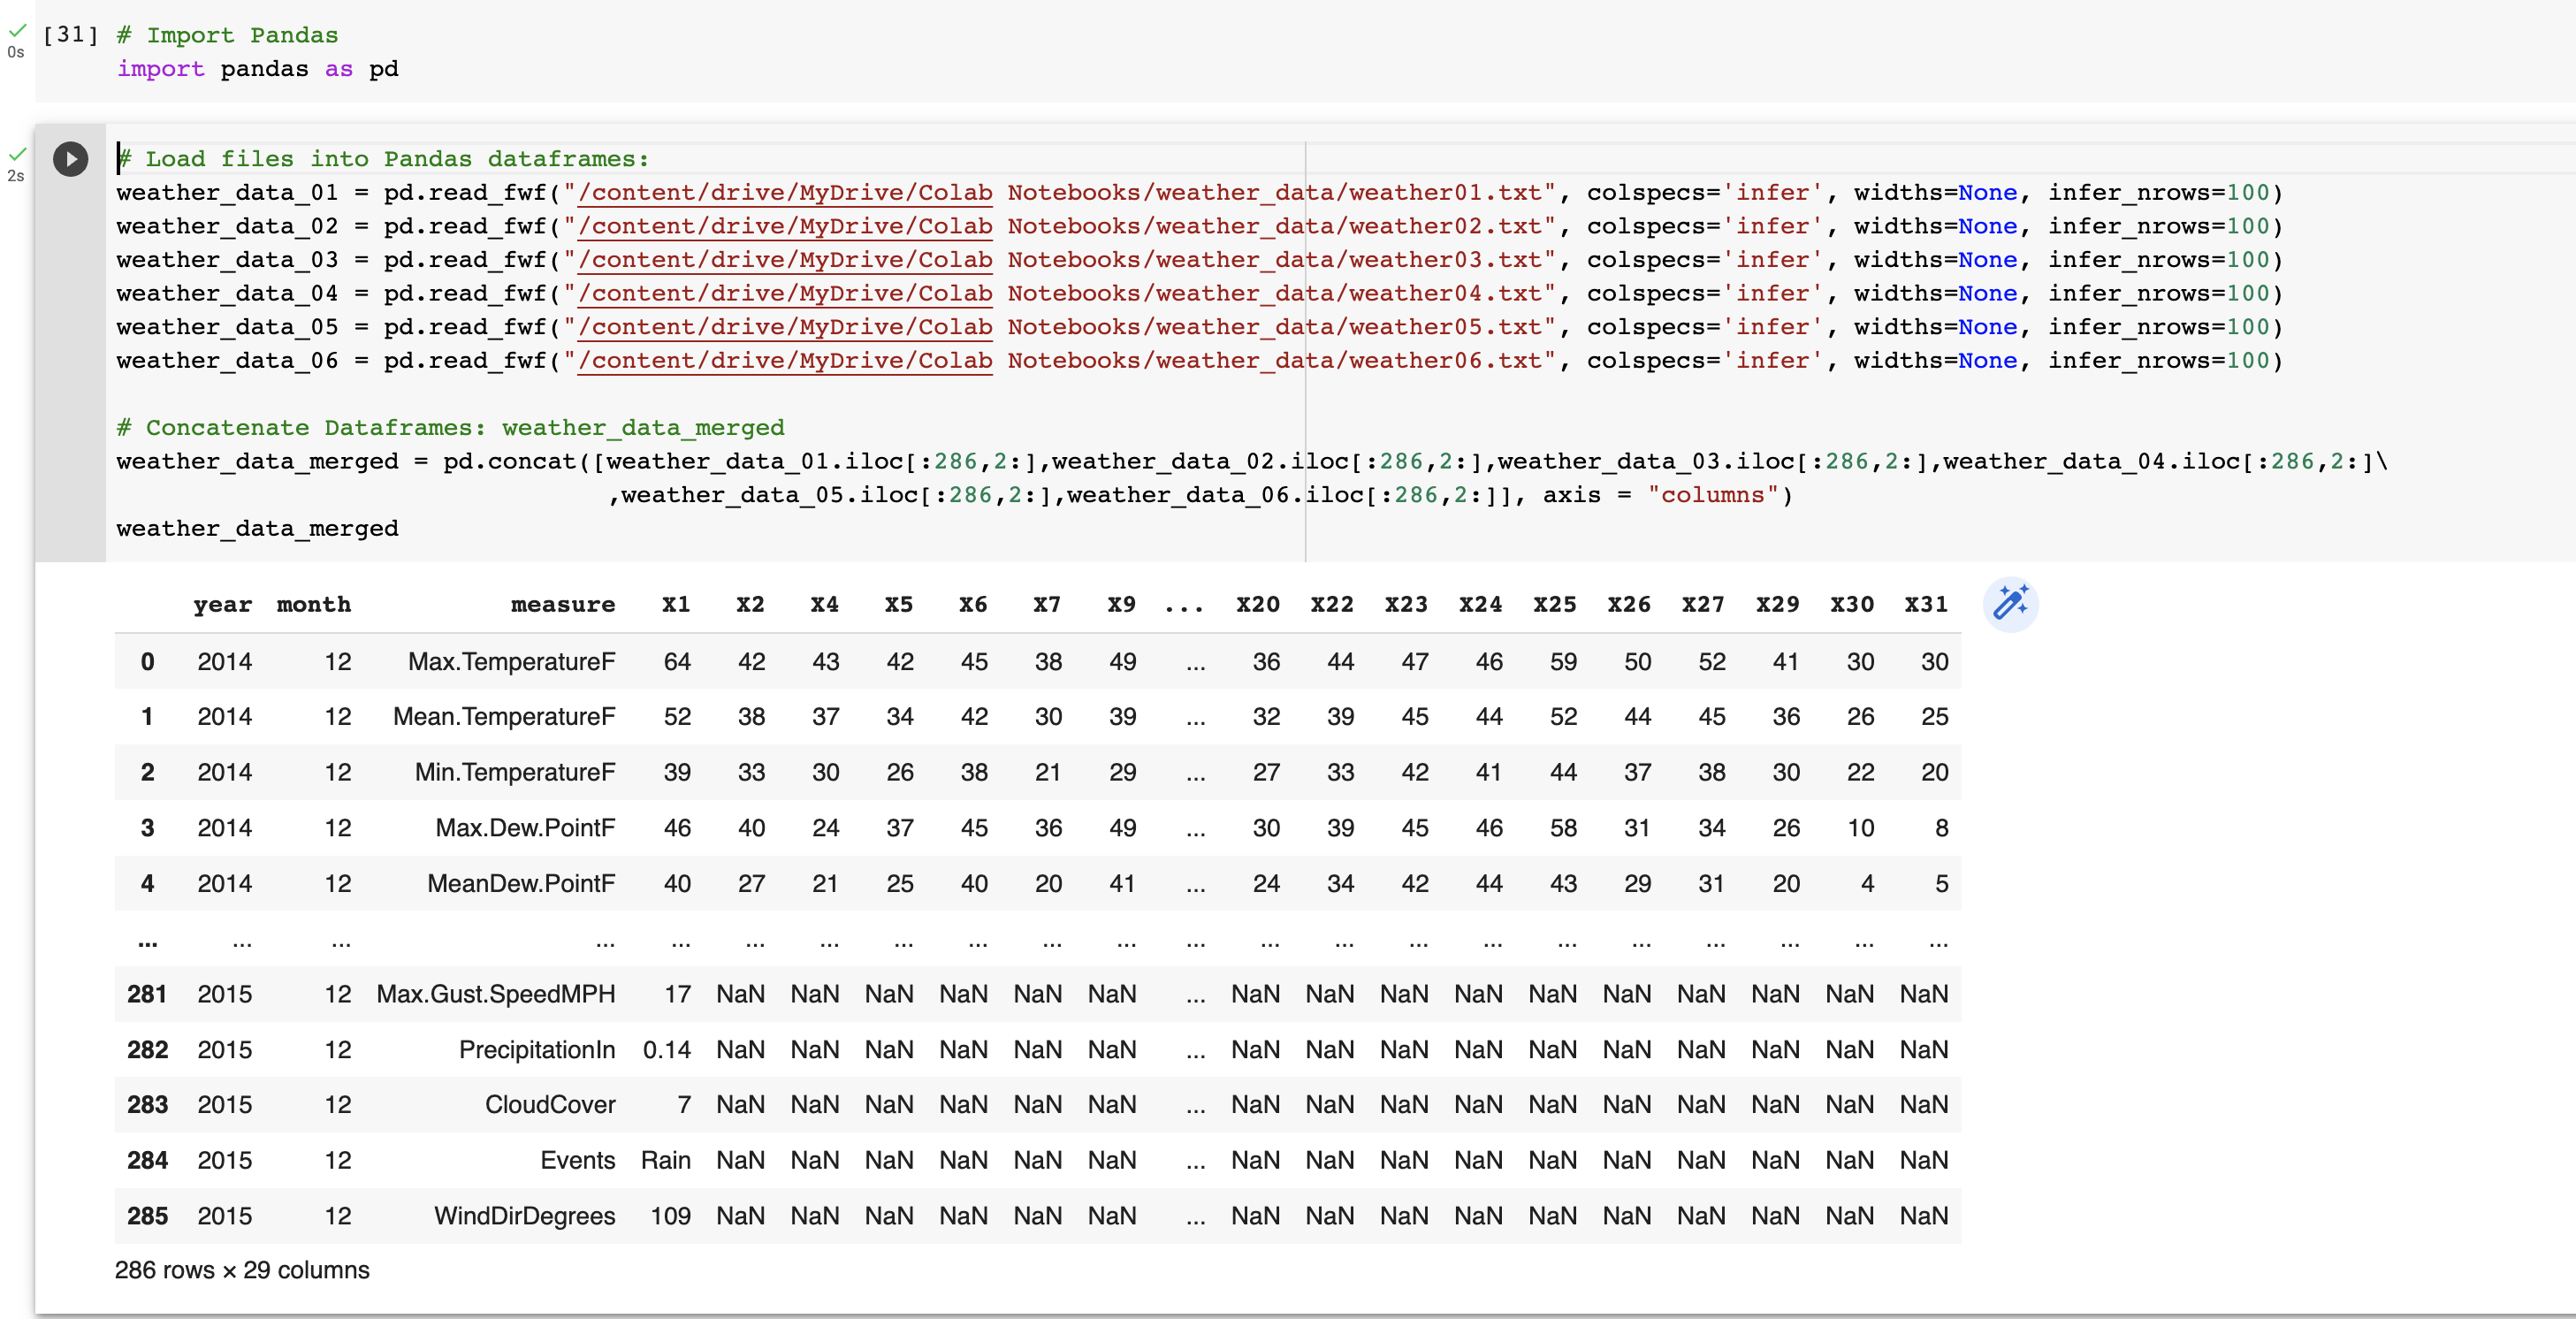 0s
[31] # Import Pandas
import pandas as pd
2s
# Load files into Pandas dataframes:
weather_data_01 = pd.read_fwf("/content/drive/MyDrive/Colab Notebooks/weather_data/weather01.txt", colspecs='infer', widths=None, infer_nrows=100)
weather_data_02 = pd.read_fwf("/content/drive/MyDrive/Colab Notebooks/weather_data/weather02.txt", colspecs='infer', widths=None, infer_nrows=100)
weather_data_03 = pd.read_fwf("/content/drive/MyDrive/Colab Notebooks/weather_data/weather03.txt", colspecs='infer', widths=None, infer_nrows=100)
weather_data_04 = pd.read_fwf("/content/drive/MyDrive/Colab Notebooks/weather_data/weather04.txt", colspecs='infer', widths=None, infer_nrows=100)
weather_data_05 = pd.read_fwf("/content/drive/MyDrive/Colab Notebooks/weather_data/weather05.txt", colspecs='infer', widths=None, infer_nrows=100)
weather_data_06 = pd.read_fwf("/content/drive/MyDrive/Colab Notebooks/weather_data/weather06.txt", colspecs='infer', widths=None, infer_nrows=100)
# Concatenate Dataframes: weather_data_merged
weather_data_merged = pd.concat([weather_data_01.iloc[:286,2:],weather_data_02.iloc[:286,2:],weather_data_03.iloc[:286,2:],weather_data_04.iloc[:286,2:]\
,weather_data_05.iloc[:286,2:],weather_data_06.iloc[:286,2:]], axis = "columns")
weather_data_merged
year month measure X1 X2 X4 X5 X6 X7 X9 ... X20 X22 X23 X24 X25 X26 X27 X29 X30 X31
0 2014 12 Max.TemperatureF 64 42 43 42 45 38 49 ... 36 44 47 46 59 50 52 41 30 30
1 2014 12 Mean.TemperatureF 52 38 37 34 42 30 39 ... 32 39 45 44 52 44 45 36 26 25
2 2014 12 Min.TemperatureF 39 33 30 26 38 21 29 ... 27 33 42 41 44 37 38 30 22 20
3 2014 12 Max.Dew.PointF 46 40 24 37 45 36 49 ... 30 39 45 46 58 31 34 26 10 8
4 2014 12 MeanDew.PointF 40 27 21 25 40 20 41 ... 24 34 42 44 43 29 31 20 4 5
... ... ... ... ... ... ... ... ... ... ... ... ... ... ... ... ... ... ... ... ... ...
281 2015 12 Max.Gust.SpeedMPH 17 NaN NaN NaN NaN NaN NaN ... NaN NaN NaN NaN NaN NaN NaN NaN NaN NaN
282 2015 12 PrecipitationIn 0.14 NaN NaN NaN NaN NaN NaN ... NaN NaN NaN NaN NaN NaN NaN NaN NaN NaN
283 2015 12 CloudCover 7 NaN NaN NaN NaN NaN NaN ... NaN NaN NaN NaN NaN NaN NaN NaN NaN NaN
284 2015 12 Events Rain NaN NaN NaN NaN NaN NaN ... NaN NaN NaN NaN NaN NaN NaN NaN NaN NaN
285 2015 12 WindDirDegrees 109 NaN NaN NaN NaN NaN NaN ... NaN NaN NaN NaN NaN NaN NaN NaN NaN NaN
286 rows × 29 columns